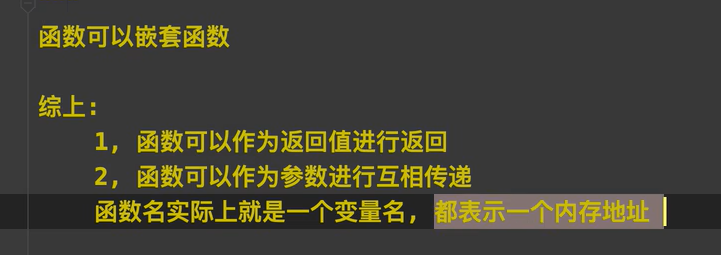 函数可以嵌套函数
综上:
1, 函数可以作为返回值进行返回
2, 函数可以作为参数进行互相传递
函数名实际上就是一个变量名, 都表示一个内存地址